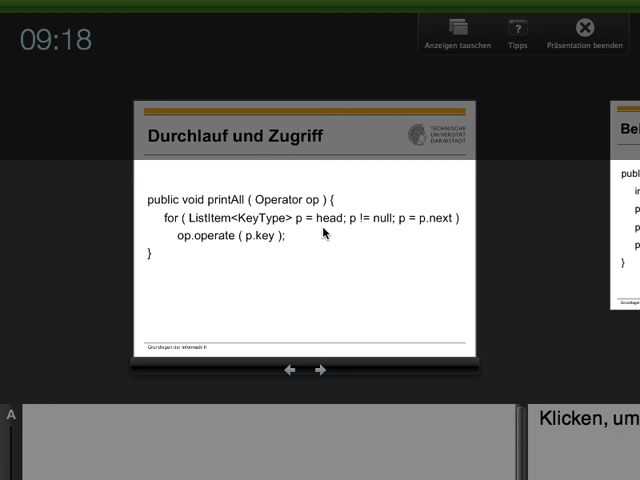 09:18
Anzeigen tauschen
Tipps
Präsentation beenden
Durchlauf und Zugriff
TECHNISCHE
UNIVERSITÄT
DARMSTADT
Bei
public void printAll ( Operator op ) {
for ( ListItem<KeyType> p = head; p != null; p = p.next )
op.operate ( p.key );
}
Grundlagen der Informatik II
publ
in
p
p
p
}
A
Klicken, um